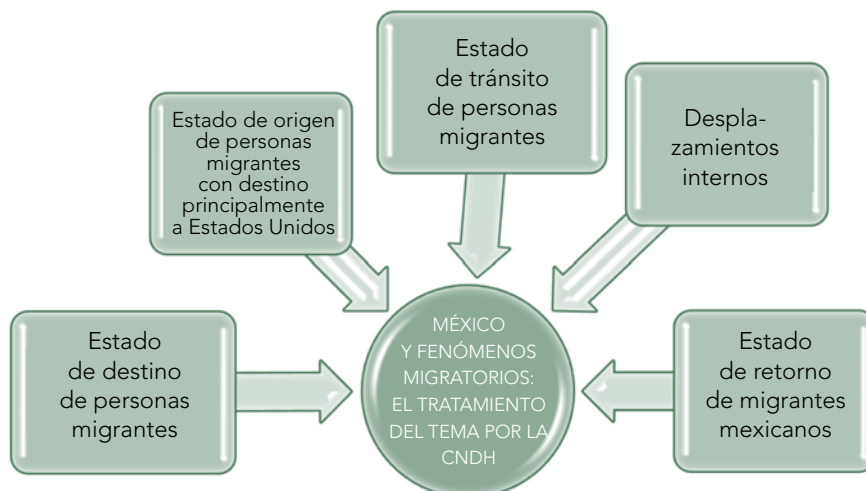 Estado
de tránsito
de personas
migrantes
Estado de origen
de personas
migrantes
con destino
principalmente
a Estados Unidos
Despla-
zamientos
internos
Estado
de destino
de personas
migrantes
MÉXICO
Y FENÓMENOS
MIGRATORIOS:
EL TRATAMIENTO
DEL TEMA POR LA
CNDH
Estado
de retorno
de migrantes
mexicanos